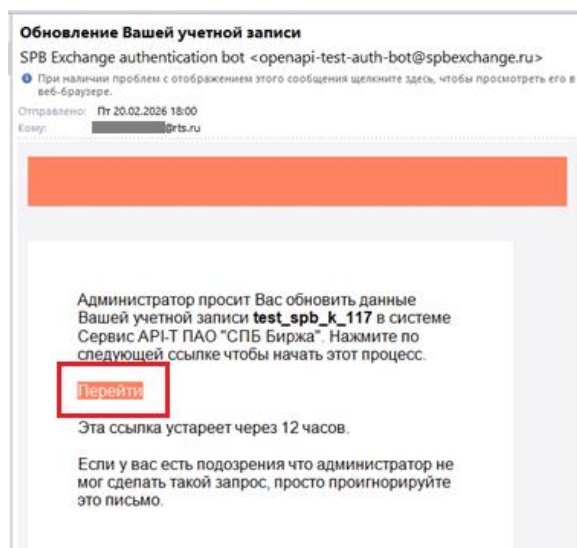 Обновление Вашей учетной записи
SPB Exchange authentication bot <openapi-test-auth-bot@spbexchange.ru>
При наличии проблем с отображением этого сообщения щелкните здесь, чтобы просмотреть его в
веб-браузере.
Отправлено: Пт 20.02.2026 18:00
Кому: @rts.ru
Администратор просит Вас обновить данные
Вашей учетной записи test_spb_k_117 в системе
Сервис API-T ПАО "СПБ Биржа". Нажмите по
следующей ссылке чтобы начать этот процесс.
Перейти
Эта ссылка устареет через 12 часов.
Если у вас есть подозрения что администратор не
мог сделать такой запрос, просто проигнорируйте
это письмо.